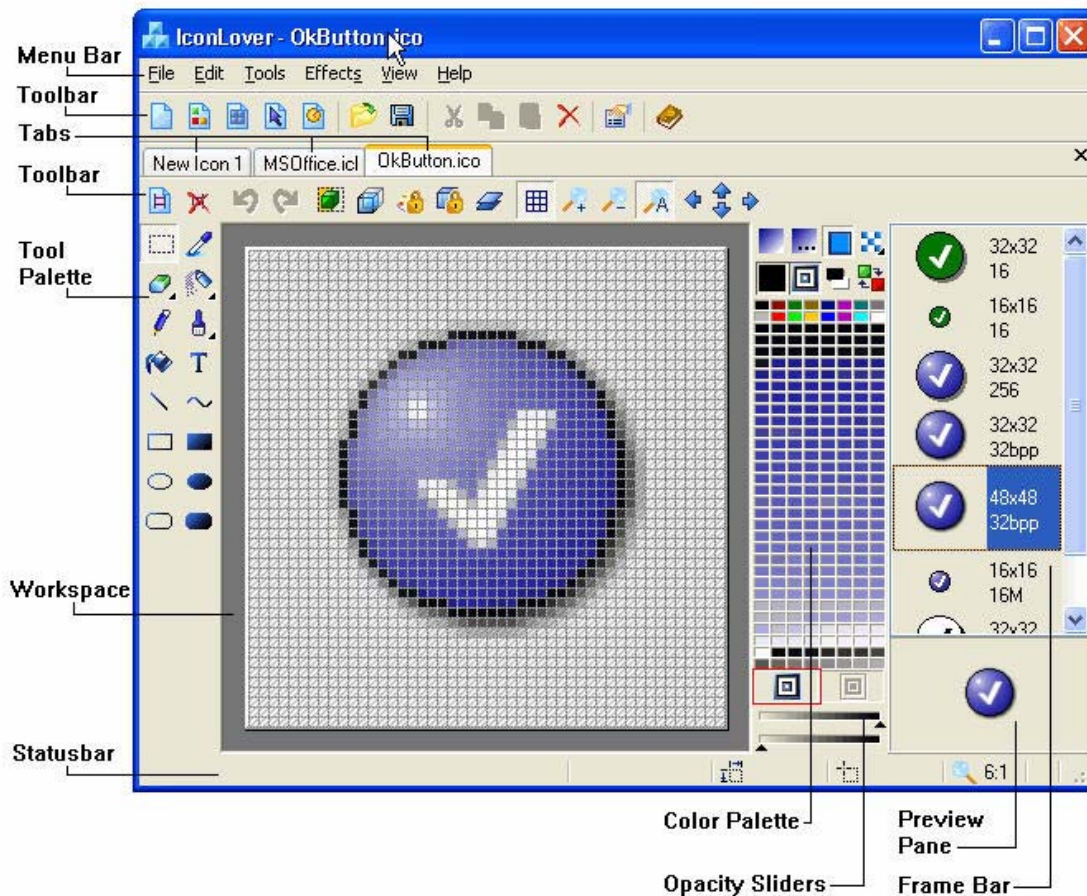 IconLover - OkButton.ico
Menu Bar
File Edit Tools Effects View Help
Toolbar
Tabs
New Icon 1 MSOffice.icl OkButton.ico
Toolbar
A
Tool
Palette
T
32x32
16
16x16
16
32x32
256
32x32
32bpp
48x48
32bpp
16x16
16M
32x32
Workspace
Statusbar
6:1
Color Palette
Preview
Pane
Opacity Sliders
Frame Bar